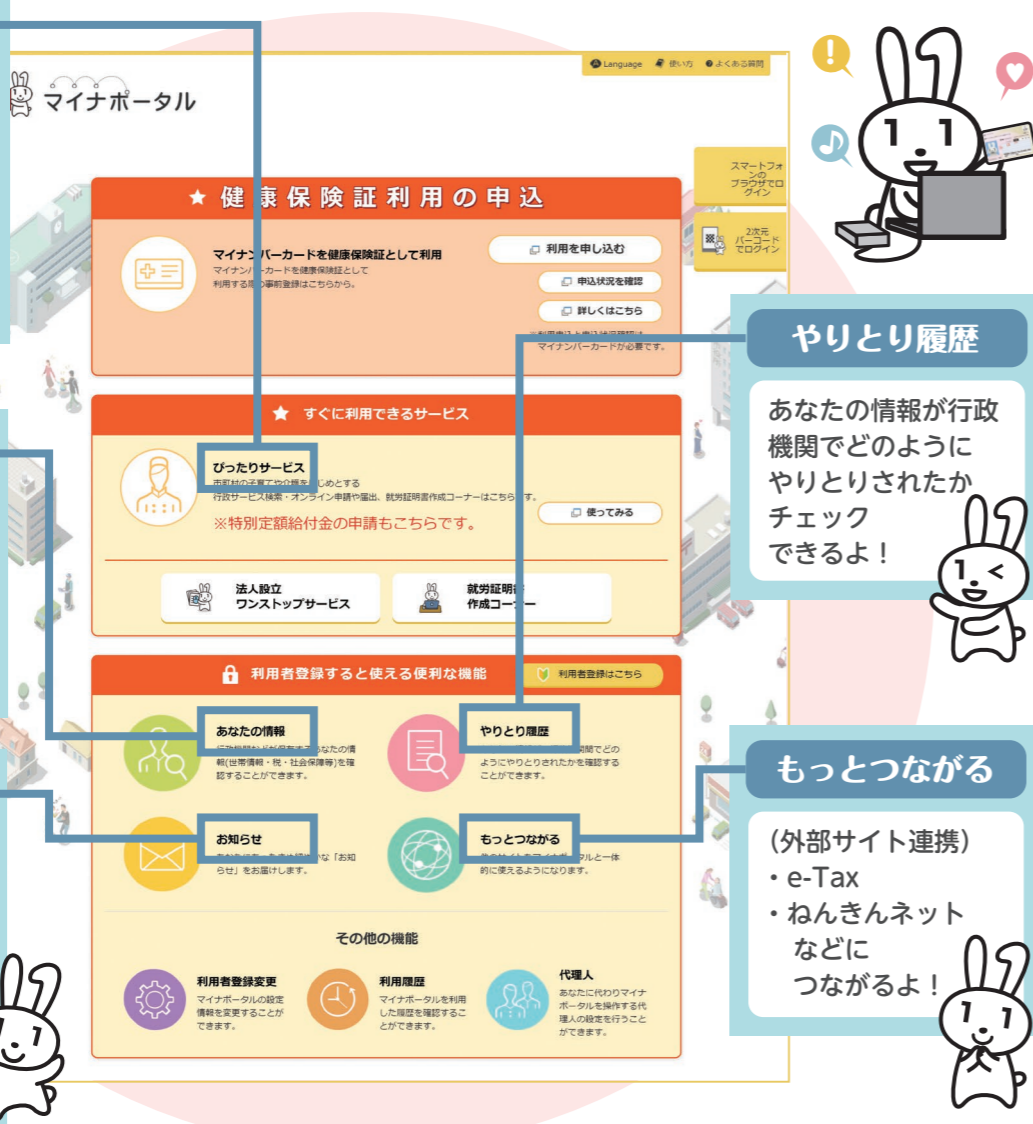 Language 使い方 よくある質問
マイナポータル
スマートフォ
ンの
ブラウザでロ
グイン
2次元
バーコード
でログイン
★ 健康保険証利用の申込
マイナンバーカードを健康保険証として利用
マイナンバーカードを健康保険証として
利用する際の事前登録はこちらから。
利用を申し込む
申込状況を確認
詳しくはこちら
マイナンバーカードが必要です。
★ すぐに利用できるサービス
ぴったりサービス
行政サービス検索・オンライン申請や届出、就労証明書作成コーナーはこちらです。
※特別定額給付金の申請もこちらです。
使ってみる
法人設立
ワンストップサービス
就労証明書
作成コーナー
利用者登録すると使える便利な機能
利用者登録はこちら
あなたの情報
あなたの情
報(世帯情報・税・社会保障等)を確
認することができます。
やりとり履歴
関間でどの
ようにやりとりされたかを確認する
ことができます。
お知らせ
な「お知
らせ」をお届けします。
もっとつながる
的に使えるようになります。
その他の機能
利用者登録変更
マイナポータルの設定
情報を変更することが
できます。
利用履歴
マイナポータルを利用
した履歴を確認するこ
とができます。
代理人
あなたに代わりマイナ
ポータルを操作する代
理人の設定を行うこと
ができます。
やりとり履歴
あなたの情報が行政
機関でどのように
やりとりされたか
チェック
できるよ！
もっとつながる
(外部サイト連携)
・e-Tax
・ねんきんネット
などに
つながるよ！